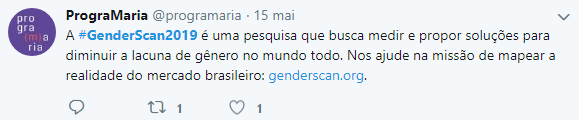 progra
{m}
aria
PrograMaria @programaria · 15 mai
A #GenderScan2019 é uma pesquisa que busca medir e propor soluções para
diminuir a lacuna de gênero no mundo todo. Nos ajude na missão de mapear a
realidade do mercado brasileiro: genderscan.org.
1 1